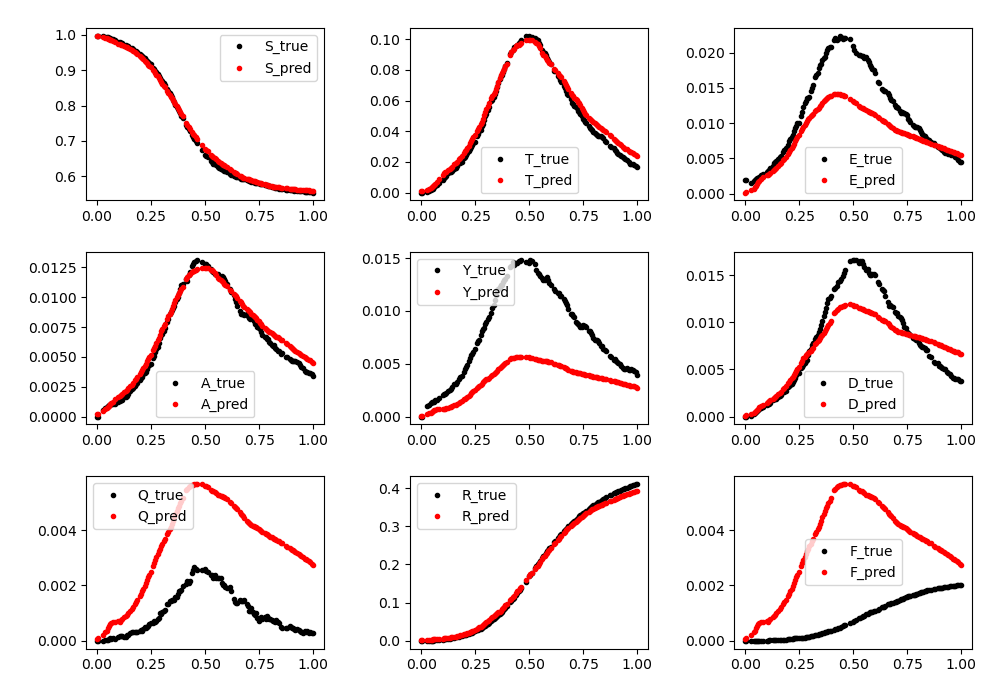 1.0
0.9
0.8
0.7
0.6
S_true
S_pred
0.00 0.25 0.50 0.75 1.00
0.10
0.08
0.06
0.04
0.02
0.00
T_true
T_pred
0.00 0.25 0.50 0.75 1.00
0.020
0.015
0.010
0.005
0.000
E_true
E_pred
0.00 0.25 0.50 0.75 1.00
0.0125
0.0100
0.0075
0.0050
0.0025
0.0000
A_true
A_pred
0.00 0.25 0.50 0.75 1.00
0.015
0.010
0.005
0.000
Y_true
Y_pred
0.00 0.25 0.50 0.75 1.00
0.015
0.010
0.005
0.000
D_true
D_pred
0.00 0.25 0.50 0.75 1.00
0.004
0.002
0.000
Q_true
Q_pred
0.00 0.25 0.50 0.75 1.00
0.4
0.3
0.2
0.1
0.0
R_true
R_pred
0.00 0.25 0.50 0.75 1.00
0.004
0.002
0.000
F_true
F_pred
0.00 0.25 0.50 0.75 1.00